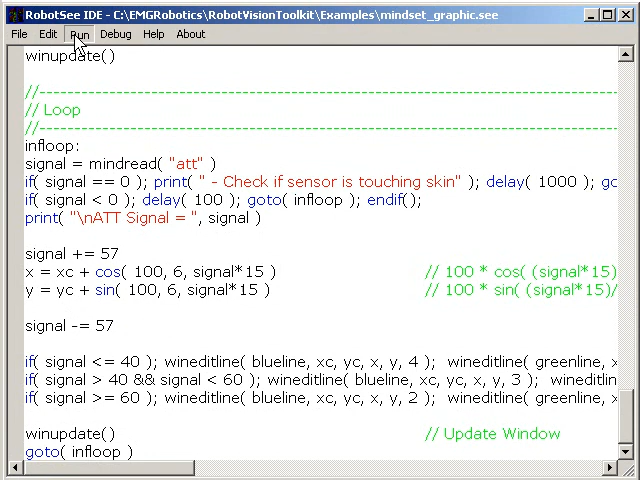 RobotSee IDE - C:\EMGRobotics\RobotVisionToolkit\Examples\mindset_graphic.see
File Edit Run Debug Help About
winupdate()
//------------------------------------------------------------------------------
// Loop
//------------------------------------------------------------------------------
infloop:
signal = mindread( "att" )
if( signal == 0 ); print( " - Check if sensor is touching skin" ); delay( 1000 ); go
if( signal < 0 ); delay( 100 ); goto( infloop ); endif();
print( "\nATT Signal = ", signal )
signal += 57
x = xc + cos( 100, 6, signal*15 ) // 100 * cos( (signal*15)
y = yc + sin( 100, 6, signal*15 ) // 100 * sin( (signal*15)/
signal -= 57
if( signal <= 40 ); wineditline( blueline, xc, yc, x, y, 4 ); wineditline( greenline, x
if( signal > 40 && signal < 60 ); wineditline( blueline, xc, yc, x, y, 3 ); wineditlin
if( signal >= 60 ); wineditline( blueline, xc, yc, x, y, 2 ); wineditline( greenline, x
winupdate() // Update Window
goto( infloop )